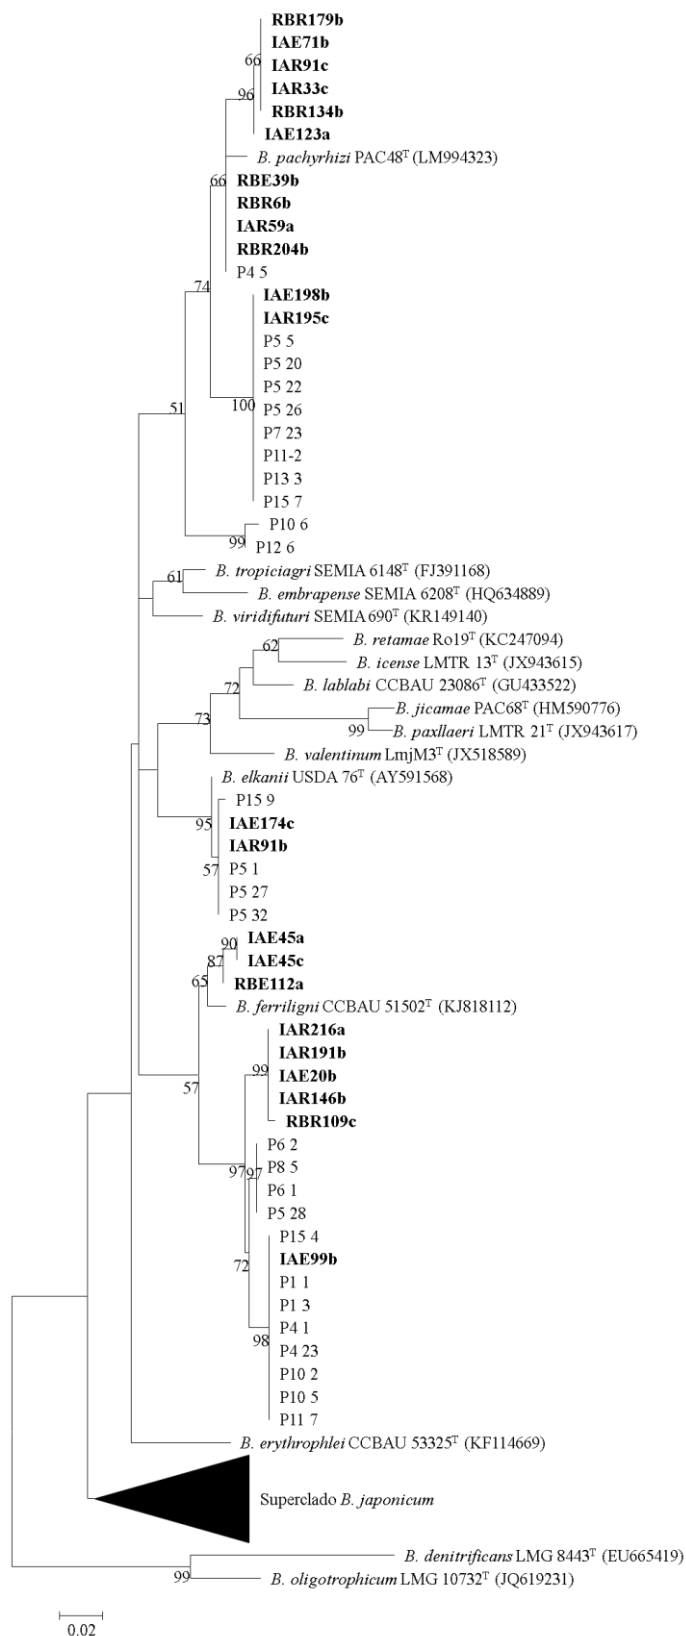 RBR179b
IAE71b
66
IAR91c
IAR33c
96
RBR134b
IAE123a
B. pachyrhizi PAC48ᵀ (LM994323)
66
RBE39b
RBR6b
IAR59a
RBR204b
P4 5
74
IAE198b
IAR195c
P5 5
P5 20
P5 22
100
P5 26
51
P7 23
P11-2
P13 3
P15 7
P10 6
99
P12 6
B. tropiciagri SEMIA 6148ᵀ (FJ391168)
61
B. embrapense SEMIA 6208ᵀ (HQ634889)
B. viridifuturi SEMIA 690ᵀ (KR149140)
B. retamae Ro19ᵀ (KC247094)
62
B. icense LMTR 13ᵀ (JX943615)
72
B. lablabi CCBAU 23086ᵀ (GU433522)
B. jicamae PAC68ᵀ (HM590776)
73
99
B. paxllaeri LMTR 21ᵀ (JX943617)
B. valentinum LmjM3ᵀ (JX518589)
B. elkanii USDA 76ᵀ (AY591568)
P15 9
95
IAE174c
IAR91b
57
P5 1
P5 27
P5 32
90
IAE45a
87
IAE45c
65
RBE112a
B. ferriligni CCBAU 51502ᵀ (KJ818112)
IAR216a
IAR191b
99
IAE20b
57
IAR146b
RBR109c
P6 2
97
97
P8 5
P6 1
P5 28
P15 4
72
IAE99b
P1 1
P1 3
98
P4 1
P4 23
P10 2
P10 5
P11 7
B. erythrophlei CCBAU 53325ᵀ (KF114669)
Superclado B. japonicum
B. denitrificans LMG 8443ᵀ (EU665419)
99
B. oligotrophicum LMG 10732ᵀ (JQ619231)
0.02